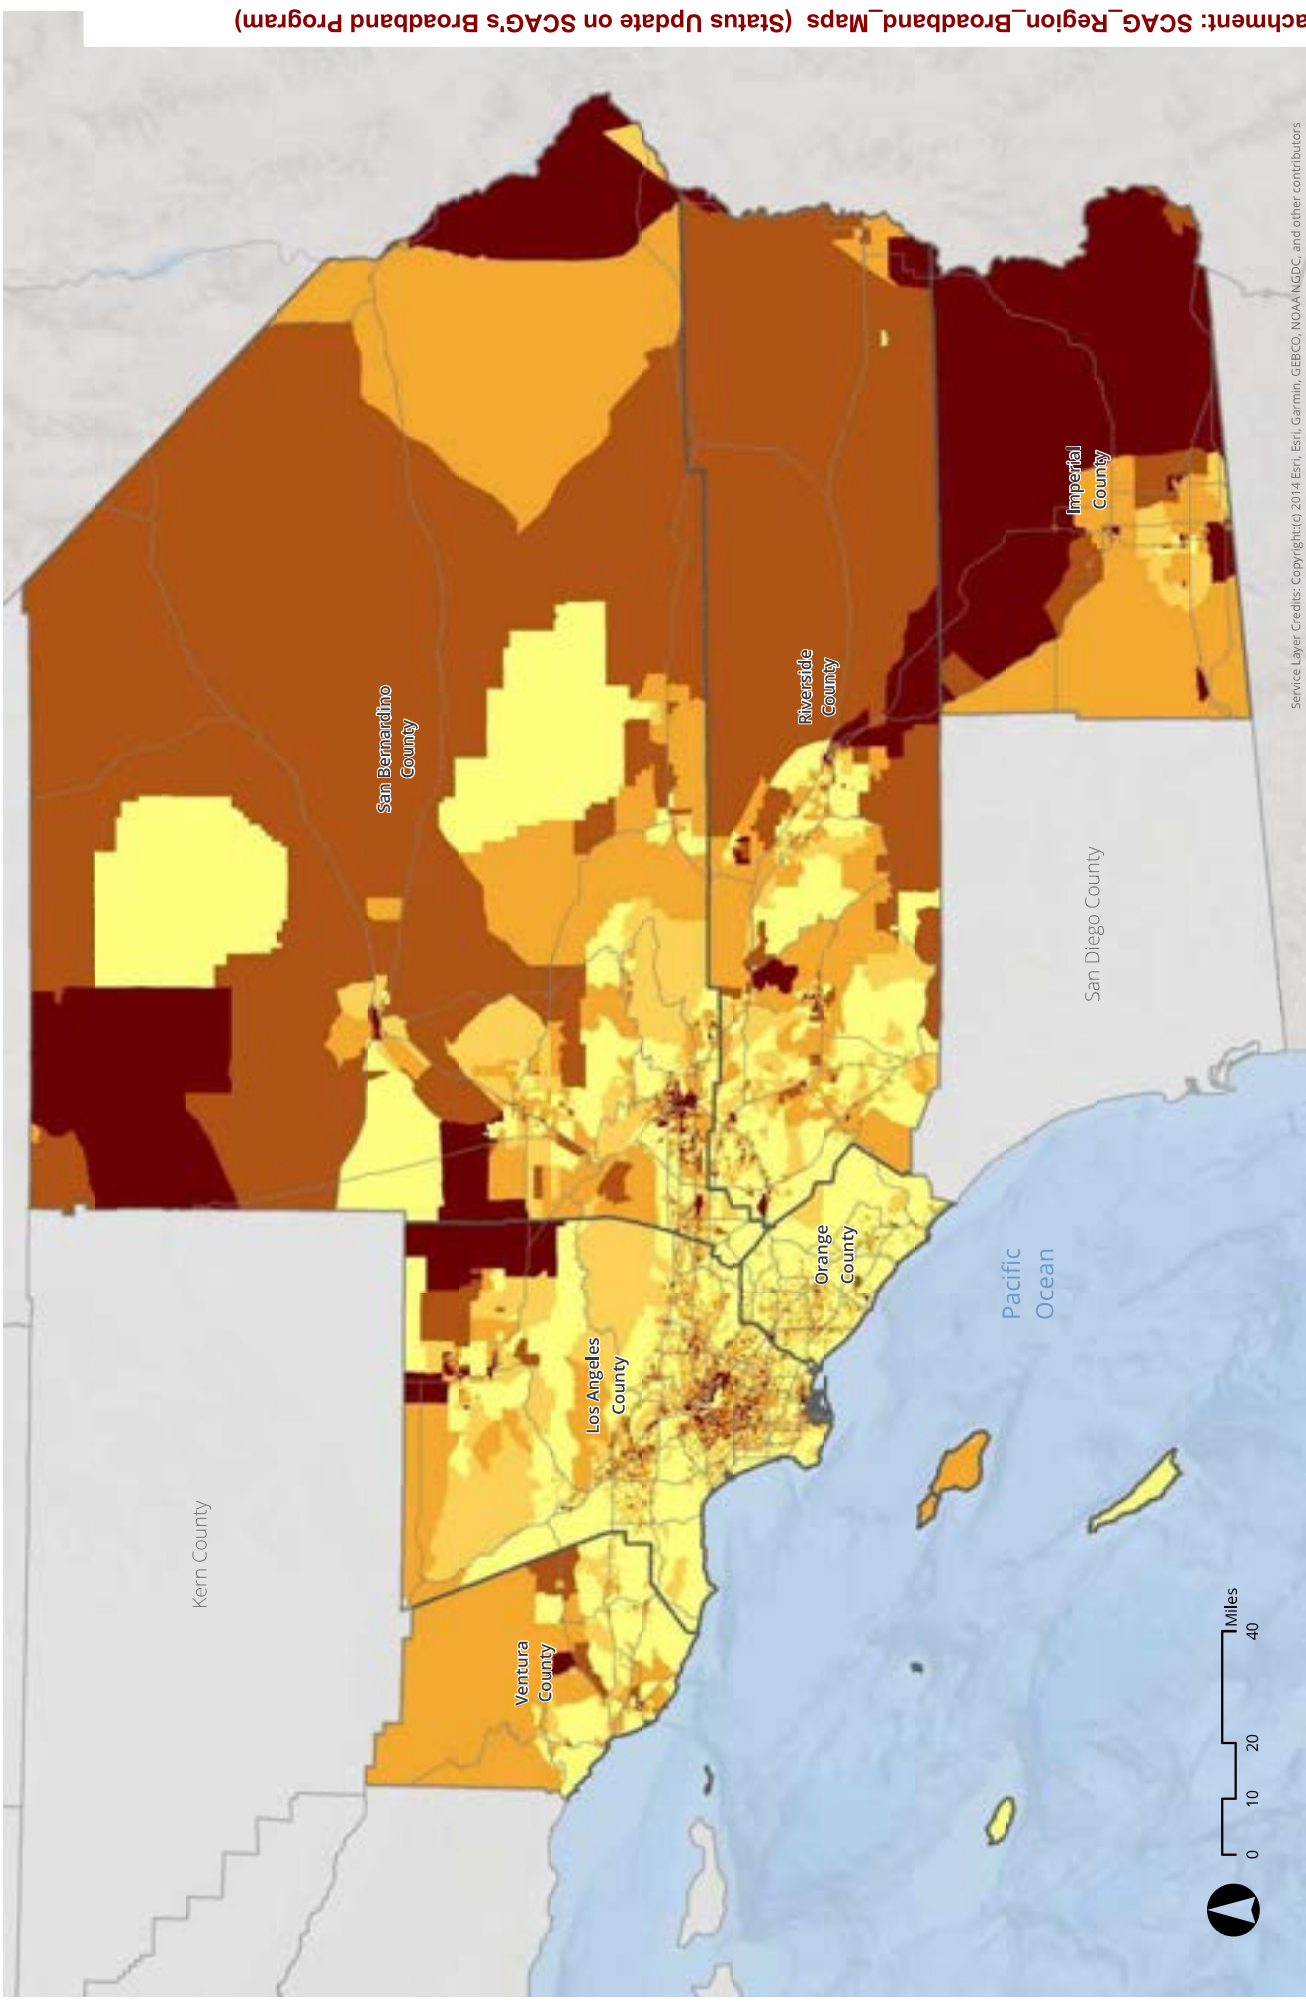 achment: SCAG_Region_Broadband_Maps (Status Update on SCAG's Broadband Program)
Kern County
San Bernardino
County
Ventura
County
Los Angeles
County
Orange
County
Riverside
County
Imperial
County
San Diego County
Pacific
Ocean
Miles
0 10 20 40
Service Layer Credits: Copyright:(c) 2014 Esri, Esri, Garmin, GEBCO, NOAA NGDC, and other contributors